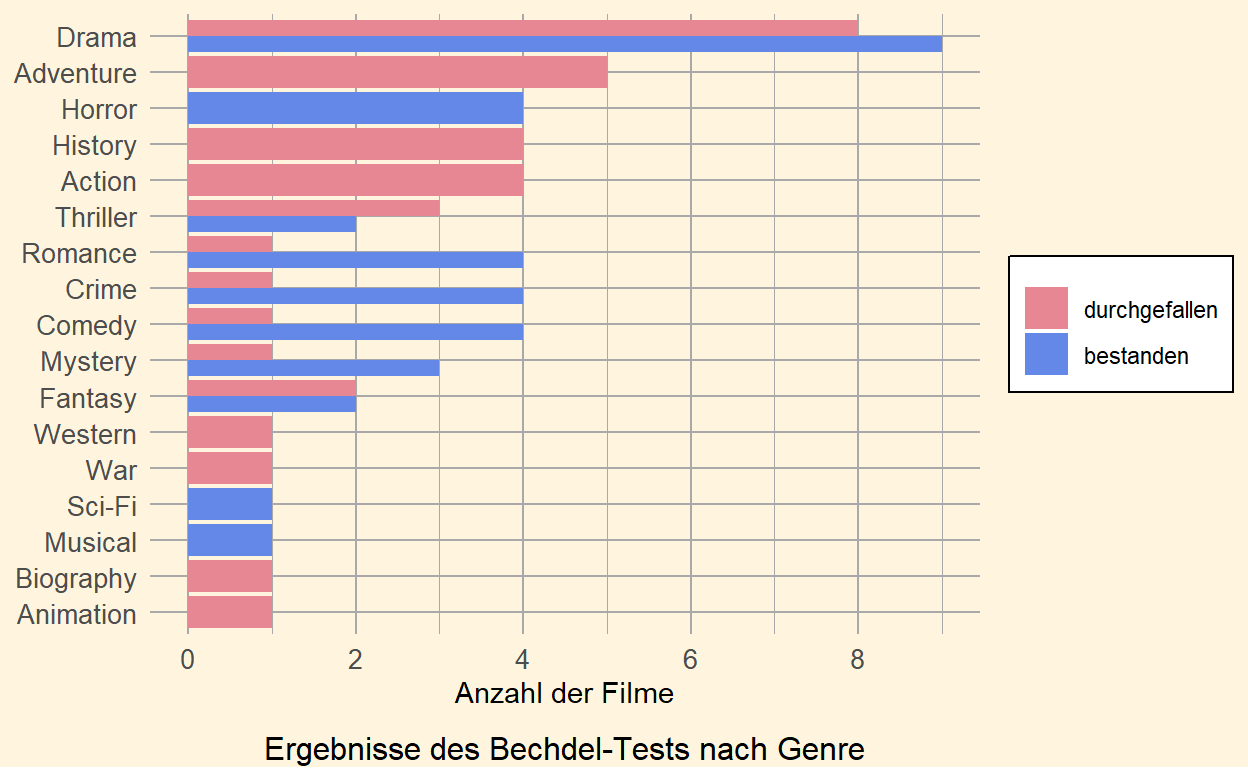 Drama
Adventure
Horror
History
Action
Thriller
Romance
Crime
Comedy
Mystery
Fantasy
Western
War
Sci-Fi
Musical
Biography
Animation
0 2 4 6 8
Anzahl der Filme
Ergebnisse des Bechdel-Tests nach Genre
durchgefallen
bestanden